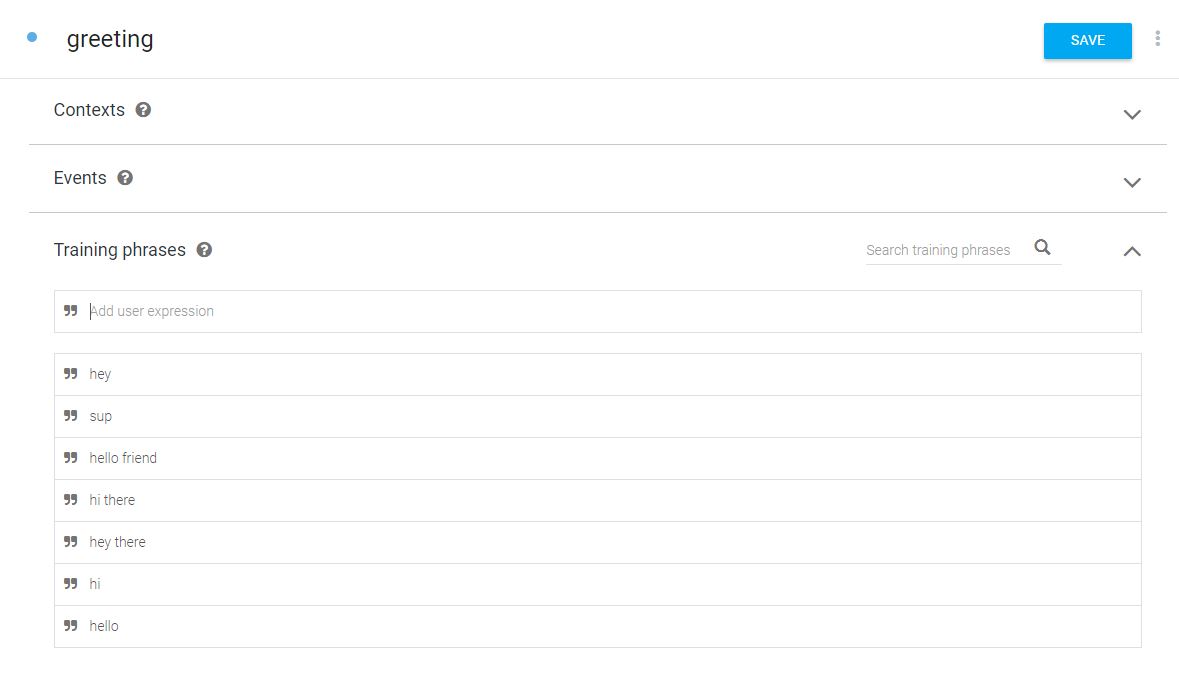 greeting
SAVE
Contexts
Events
Training phrases
Search training phrases
Add user expression
hey
sup
hello friend
hi there
hey there
hi
hello